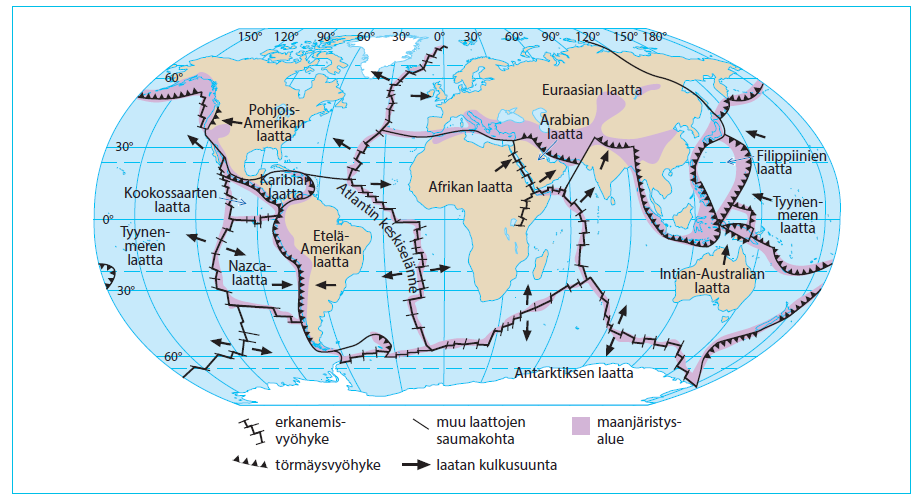 150° 120° 90° 60° 30° 0° 30° 60° 90° 120° 150° 180°
60°
Euraasian laatta
Pohjois-
Amerikan
laatta
Arabian
laatta
30°
Filippiinien
laatta
Karibian
laatta
Afrikan laatta
Kookossaarten
laatta
Atlantin keskiselänne
Tyynen-
meren
laatta
0°
Tyynen-
meren
laatta
Etelä-
Amerikan
laatta
Nazca-
laatta
Intian-Australian
laatta
30°
60°
Antarktiksen laatta
erkanemis-
vyöhyke
muu laattojen
saumakohta
maanjäristys-
alue
törmäysvyöhyke
laatan kulkusuunta